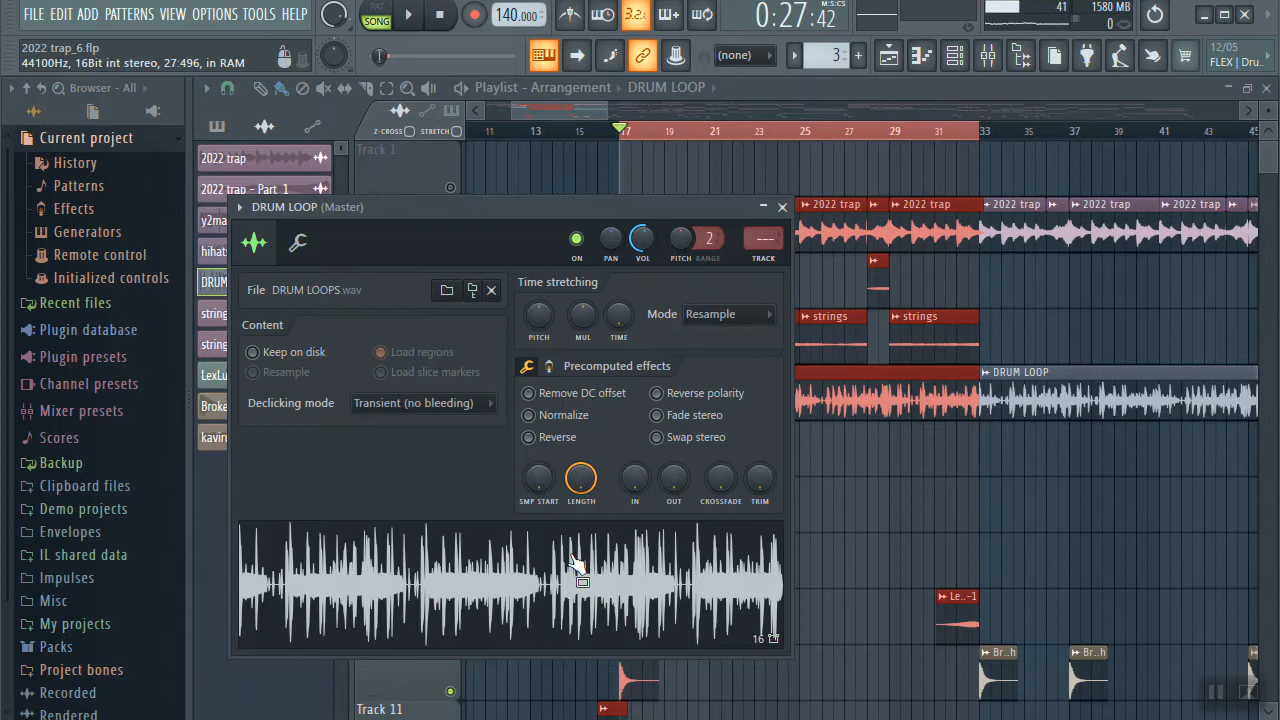 FILE EDIT ADD PATTERNS VIEW OPTIONS TOOLS HELP
PAT
SONG
140.000
3.2.
0:27:42
M:S:CS
41
1580 MB
0
2022 trap_6.flp
44100Hz, 16Bit int stereo, 27:496, in RAM
(none)
3
12/05
FLEX | Dru..
Browser - All
Playlist - Arrangement
DRUM LOOP
Z-CROSS
STRETCH
11 13 15 17 19 21 23 25 27 29 31 33 35 37 39 41 43 45
Current project
History
Patterns
Effects
Generators
Remote control
Initialized controls
Recent files
Plugin database
Plugin presets
Channel presets
Mixer presets
Scores
Backup
Clipboard files
Demo projects
Envelopes
IL shared data
Impulses
Misc
My projects
Packs
Project bones
Recorded
Rendered
2022 trap
2022 trap - Part_1
y2ma
hihats
DRUM
string
string
LexLu
Broke
kavin
Track 1
Track 11
DRUM LOOP (Master)
ON
PAN
VOL
PITCH
2
RANGE
---
TRACK
File DRUM LOOPS.wav
Content
Keep on disk
Load regions
Resample
Load slice markers
Declicking mode
Transient (no bleeding)
Time stretching
PITCH
MUL
TIME
Mode
Resample
Precomputed effects
Remove DC offset
Reverse polarity
Normalize
Fade stereo
Reverse
Swap stereo
SMP START
LENGTH
IN
OUT
CROSSFADE
TRIM
16
2022 trap
2022 trap
2022 trap
2022 trap
2022 trap
strings
strings
DRUM LOOP
Le..-1
Br..h
Br..h